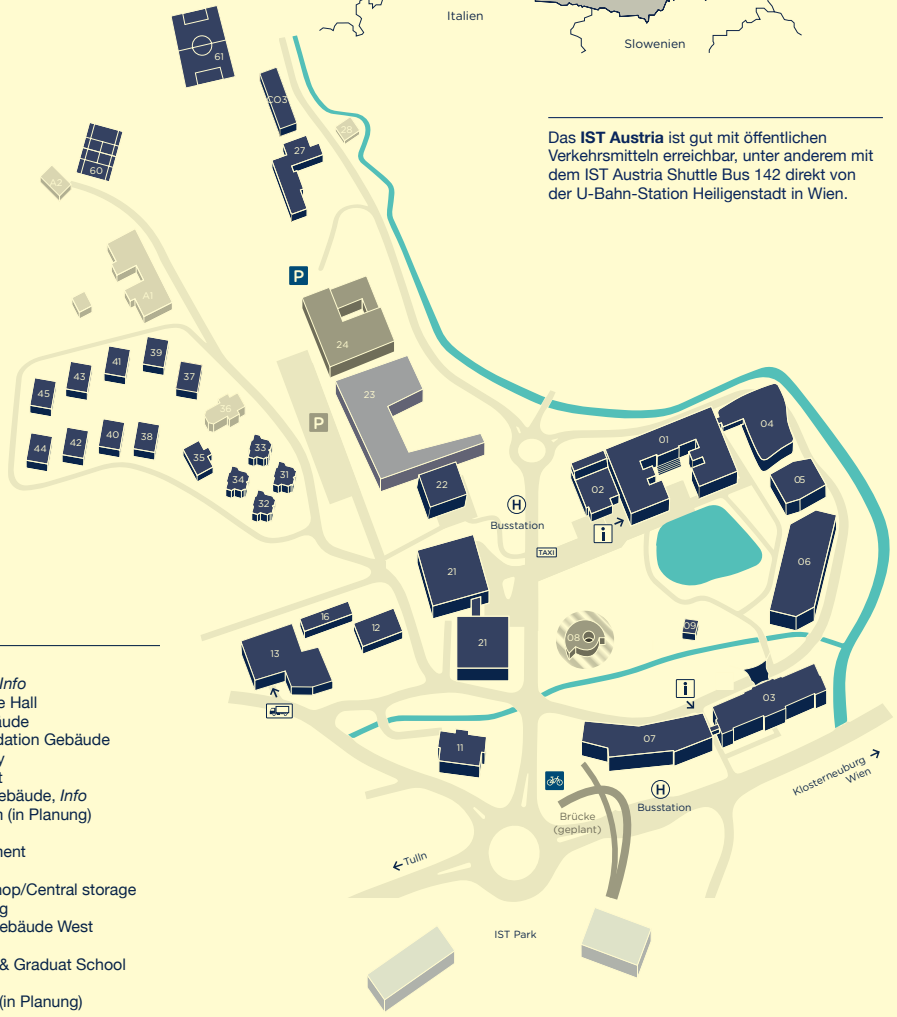 Italien
Slowenien
Das IST Austria ist gut mit öffentlichen
Verkehrsmitteln erreichbar, unter anderem mit
dem IST Austria Shuttle Bus 142 direkt von
der U-Bahn-Station Heiligenstadt in Wien.
61
CO3
28
27
60
A2
A1
P
24
23
P
39
41
37
43
45
36
38
40
42
44
35
33
31
34
32
22
H
Busstation
01
04
02
05
i
TAXI
06
21
21
16
12
13
08
09
i
03
07
11
H
Busstation
Klosterneuburg
Wien
Brücke
(geplant)
Tulln
IST Park
Info
e Hall
äude
dation Gebäude
y
t
ebäude, Info
n (in Planung)
ment
hop/Central storage
g
ebäude West
& Graduat School
(in Planung)